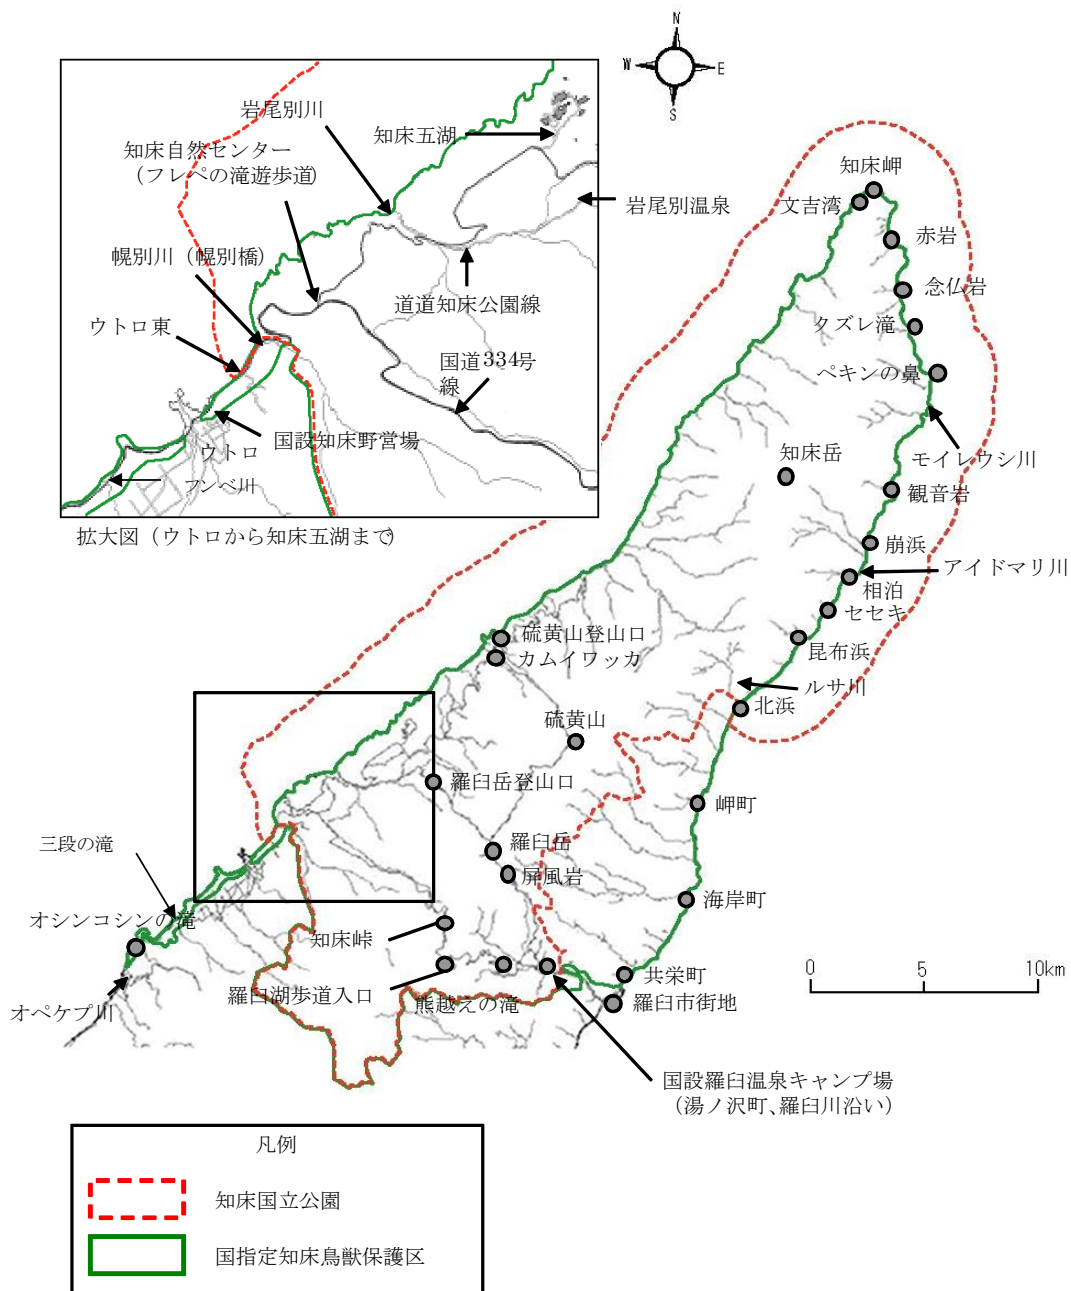 N
W
E
S
岩尾別川
知床五湖
知床自然センター
（フレペの滝遊歩道）
岩尾別温泉
幌別川（幌別橋）
道道知床公園線
ウトロ東
国道334号
線
国設知床野営場
ウトロ
フンベ川
拡大図（ウトロから知床五湖まで）
知床岬
文吉湾
赤岩
念仏岩
クズレ滝
ペキンの鼻
モイレウシ川
知床岳
観音岩
崩浜
アイドマリ川
相泊
セセキ
昆布浜
ルサ川
北浜
硫黄山登山口
カムイワッカ
硫黄山
羅臼岳登山口
岬町
羅臼岳
屏風岩
三段の滝
海岸町
オシンコシンの滝
知床峠
羅臼湖歩道入口
熊越えの滝
共栄町
羅臼市街地
オペケプ川
0 5 10km
国設羅臼温泉キャンプ場
（湯ノ沢町、羅臼川沿い）
凡例
知床国立公園
国指定知床鳥獣保護区